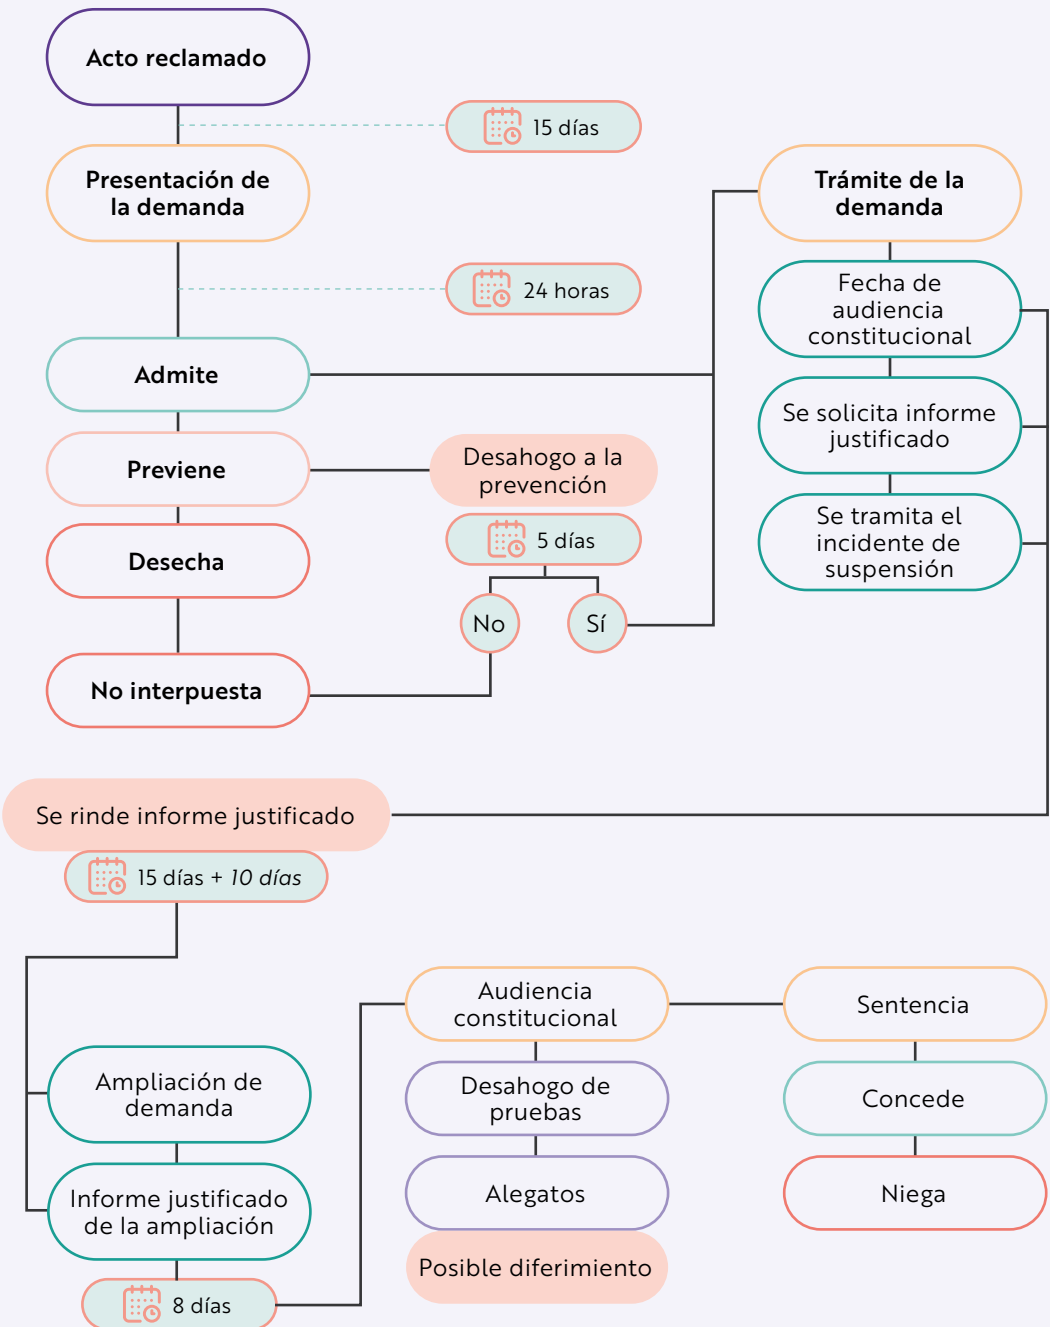 Acto reclamado
15 días
Presentación de
la demanda
24 horas
Admite
Previene
Desahogo a la
prevención
5 días
No
Sí
Desecha
No interpuesta
Trámite de la
demanda
Fecha de
audiencia
constitucional
Se solicita informe
justificado
Se tramita el
incidente de
suspensión
Se rinde informe justificado
15 días + 10 días
Ampliación de
demanda
Informe justificado
de la ampliación
8 días
Audiencia
constitucional
Desahogo de
pruebas
Alegatos
Posible diferimiento
Sentencia
Concede
Niega